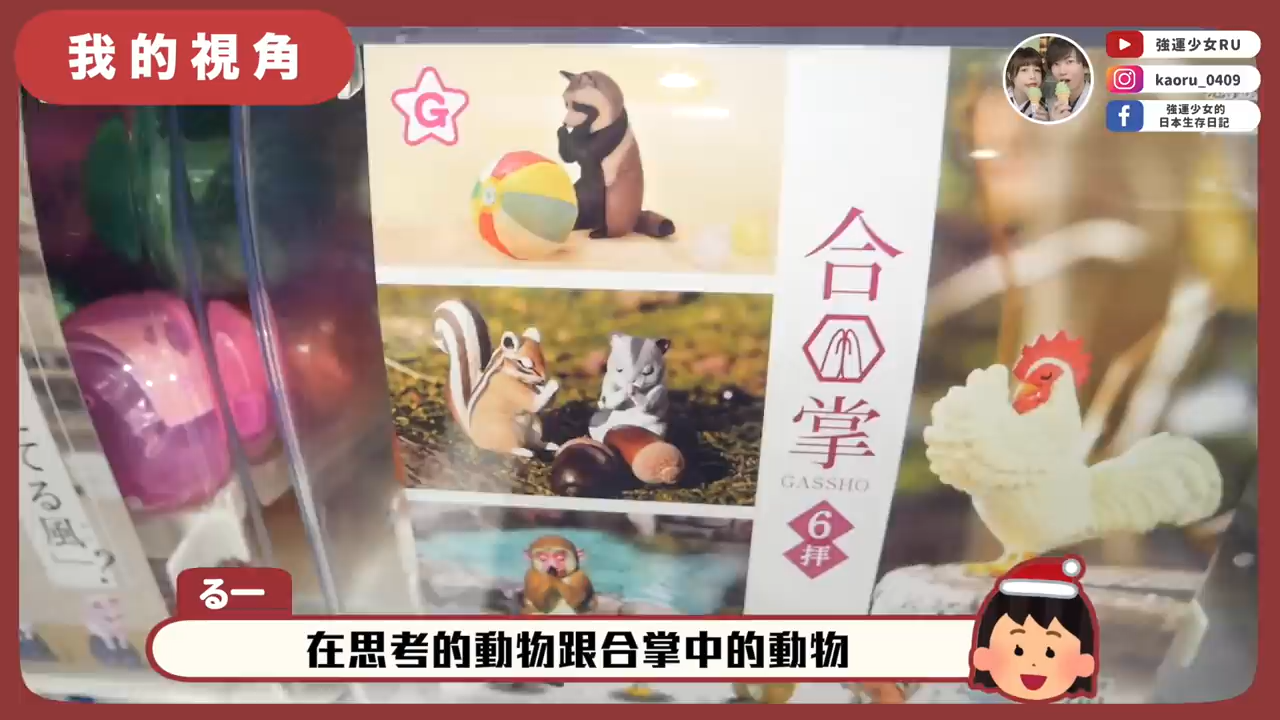 我的視角
強運少女RU
kaoru_0409
強運少女的
日本生存日記
G
合
掌
GASSHO
6
拝
てる風」?
るー
在思考的動物跟合掌中的動物